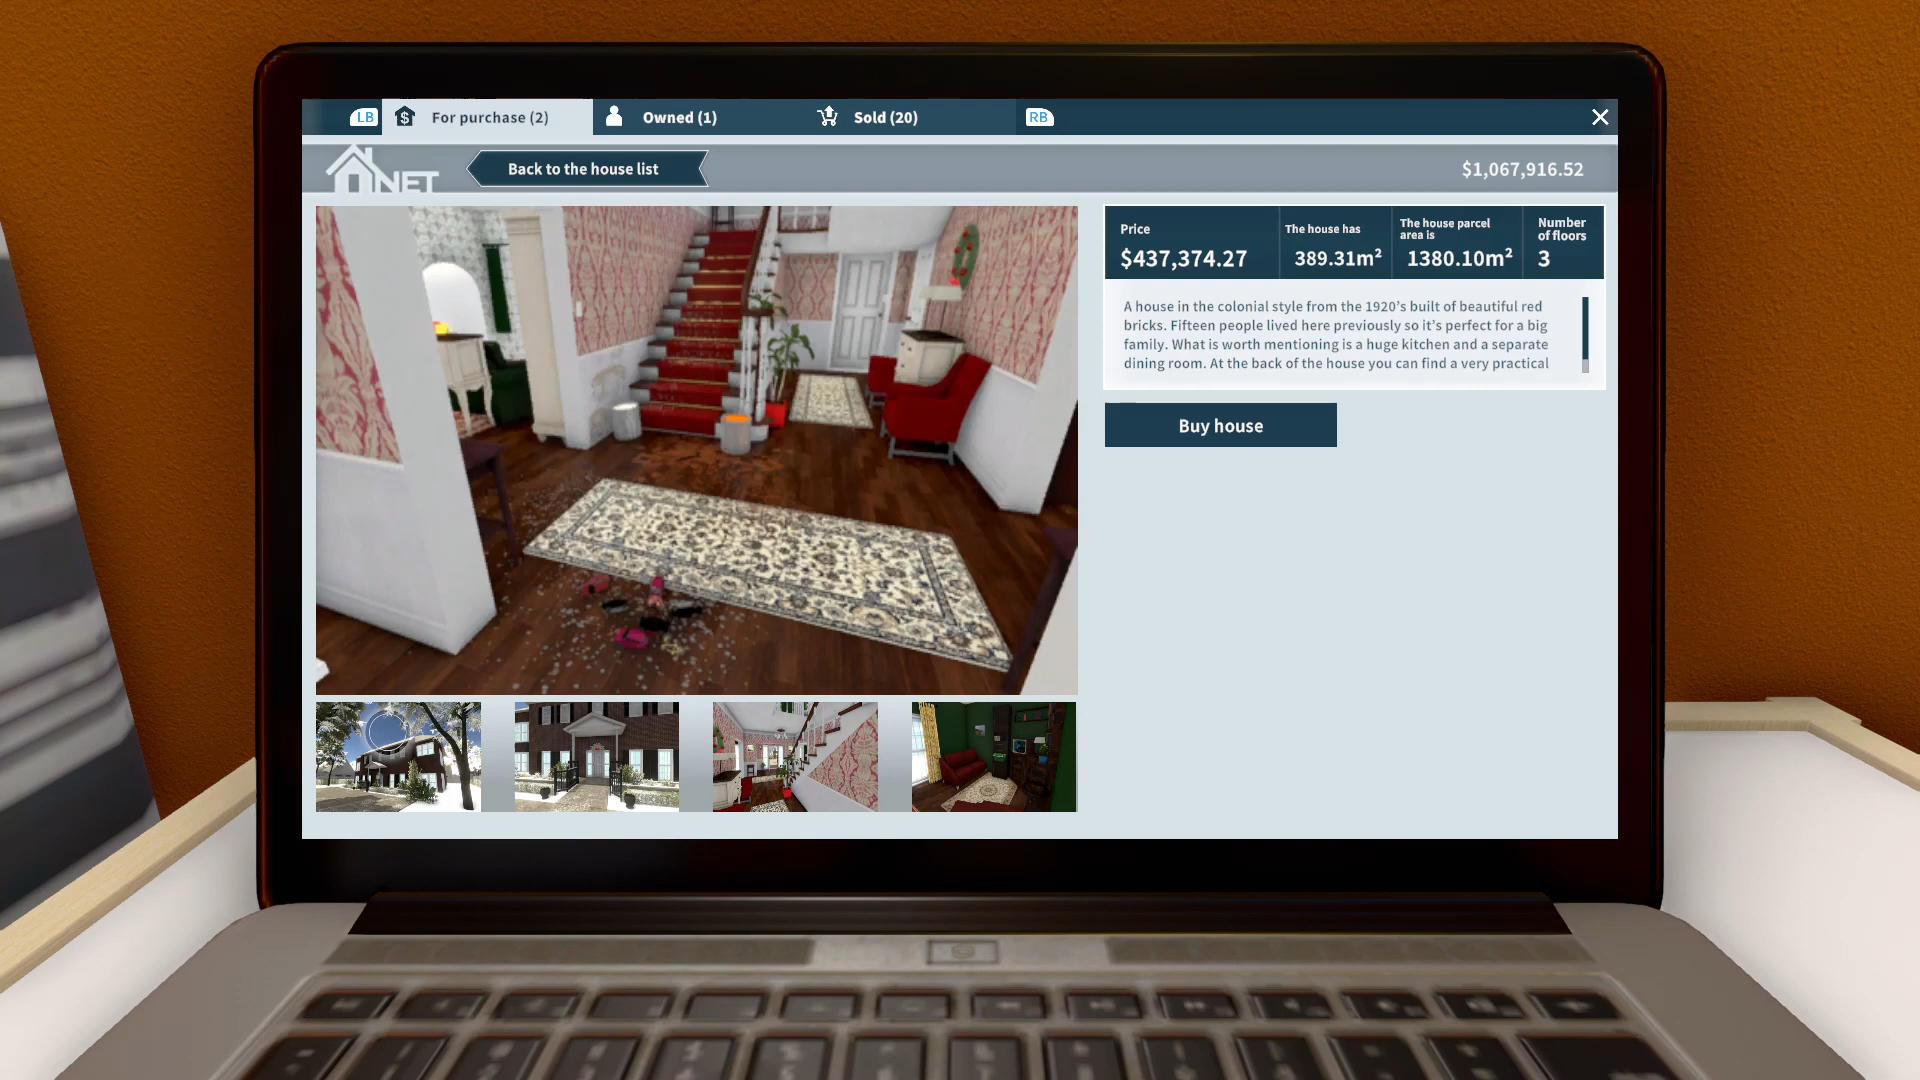 LB
For purchase (2)
Owned (1)
Sold (20)
RB
NET
Back to the house list
$1,067,916.52
Price
$437,374.27
The house has
389.31m²
The house parcel
area is
1380.10m²
Number
of floors
3
A house in the colonial style from the 1920's built of beautiful red
bricks. Fifteen people lived here previously so it's perfect for a big
family. What is worth mentioning is a huge kitchen and a separate
dining room. At the back of the house you can find a very practical
Buy house